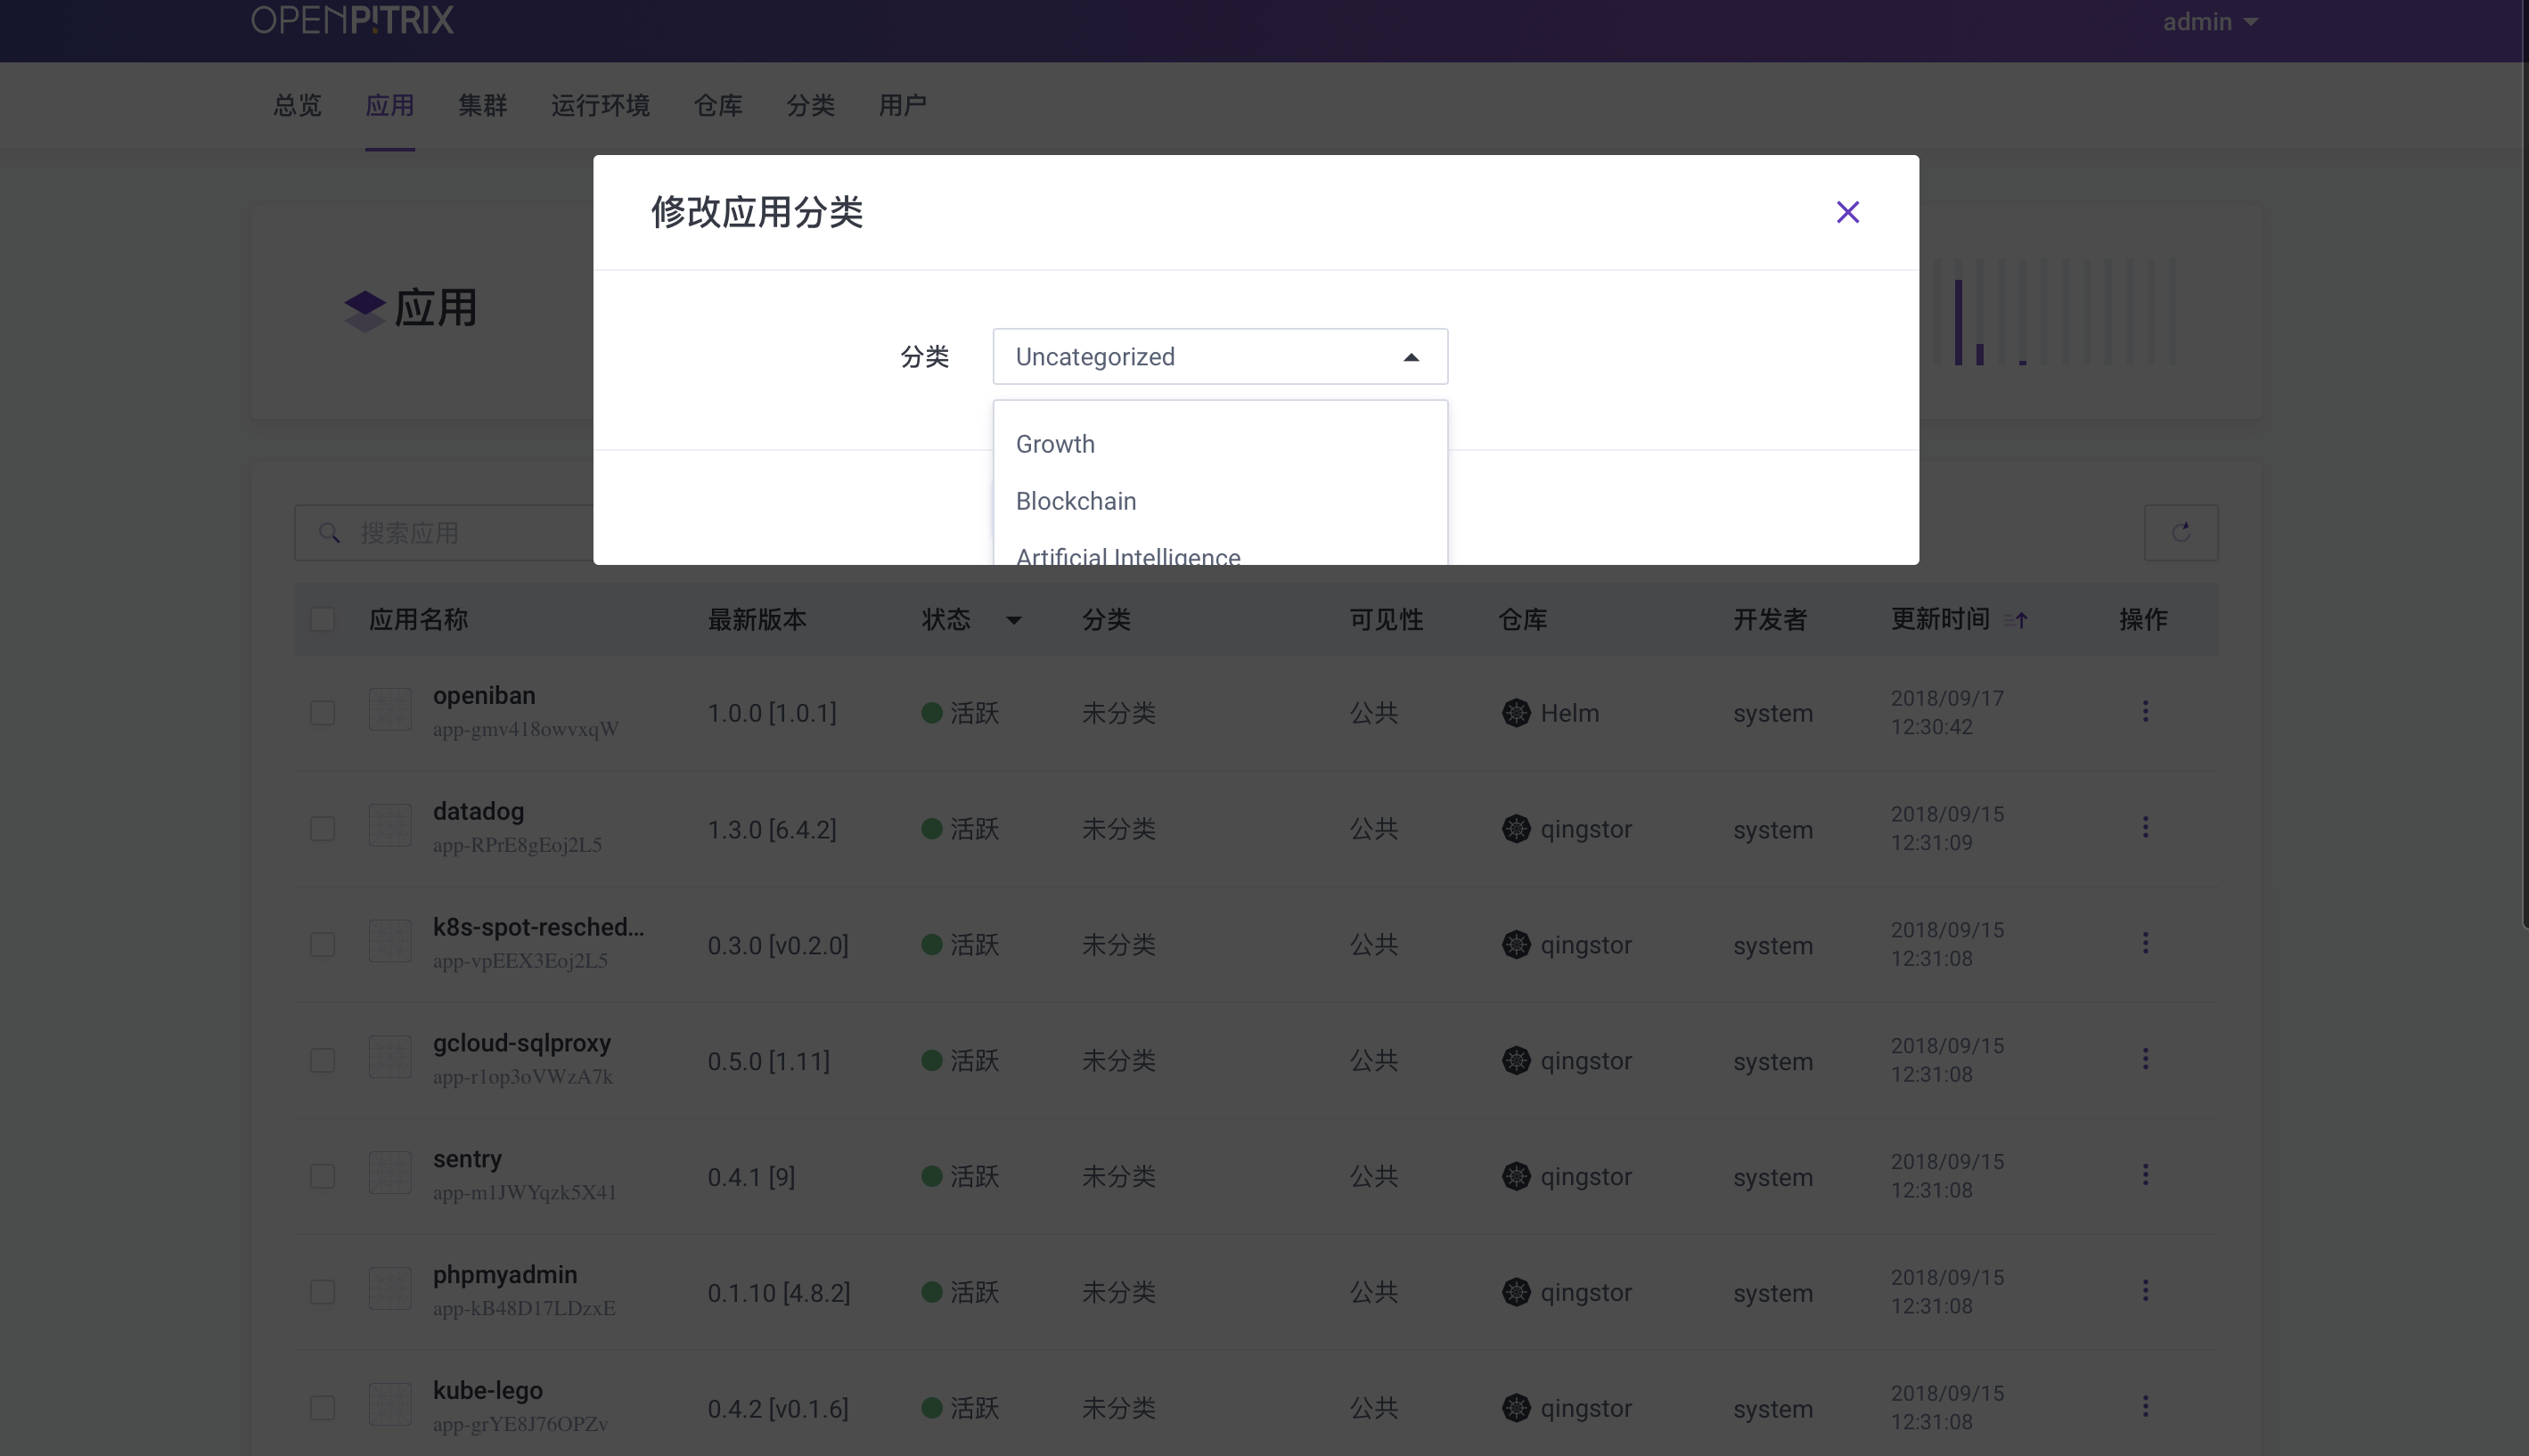 OPENPITRIX
admin
总览 应用 集群 运行环境 仓库 分类 用户
修改应用分类
应用
分类 Uncategorized
Growth
Blockchain
Artificial Intelligence
搜索应用
应用名称 最新版本 状态 分类 可见性 仓库 开发者 更新时间 操作
openiban
app-gmv418owvxqW
1.0.0 [1.0.1] 活跃 未分类 公共 Helm system
2018/09/17
12:30:42
datadog
app-RPrE8gEoj2L5
1.3.0 [6.4.2] 活跃 未分类 公共 qingstor system
2018/09/15
12:31:09
k8s-spot-resched...
app-vpEEX3Eoj2L5
0.3.0 [v0.2.0] 活跃 未分类 公共 qingstor system
2018/09/15
12:31:08
gcloud-sqlproxy
app-r1op3oVWzA7k
0.5.0 [1.11] 活跃 未分类 公共 qingstor system
2018/09/15
12:31:08
sentry
app-m1JWYqzk5X41
0.4.1 [9] 活跃 未分类 公共 qingstor system
2018/09/15
12:31:08
phpmyadmin
app-kB48D17LDzxE
0.1.10 [4.8.2] 活跃 未分类 公共 qingstor system
2018/09/15
12:31:08
kube-lego
app-grYE8J76OPZv
0.4.2 [v0.1.6] 活跃 未分类 公共 qingstor system
2018/09/15
12:31:08